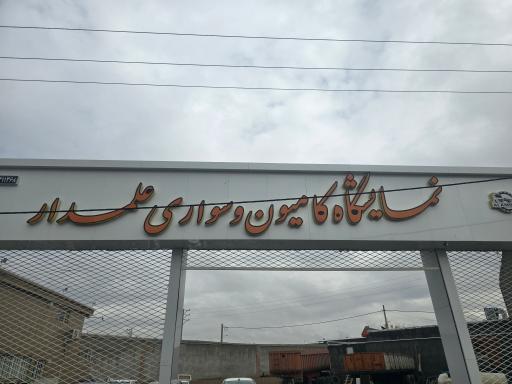 نمایشگاه کامیون و سواری علمدار